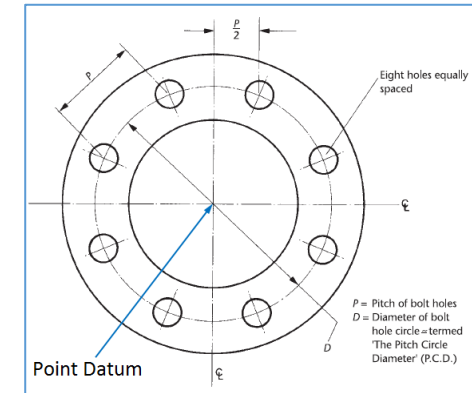 P
2
P
Eight holes equally
spaced
℄
P = Pitch of bolt holes
D = Diameter of bolt
hole circle = termed
'The Pitch Circle
Diameter' (P.C.D.)
D
Point Datum
℄